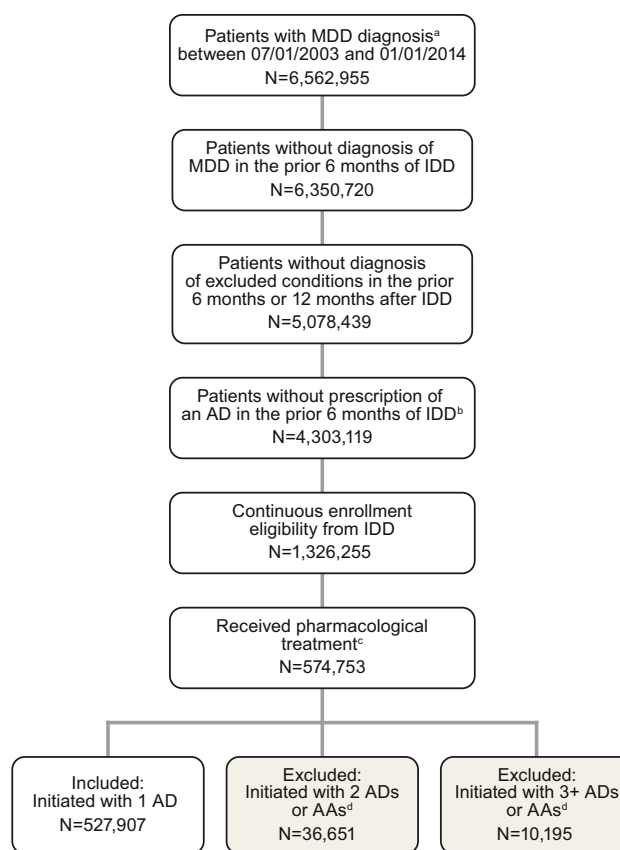 Patients with MDD diagnosisᵃ
between 07/01/2003 and 01/01/2014
N=6,562,955
Patients without diagnosis of
MDD in the prior 6 months of IDD
N=6,350,720
Patients without diagnosis
of excluded conditions in the prior
6 months or 12 months after IDD
N=5,078,439
Patients without prescription of
an AD in the prior 6 months of IDDᵇ
N=4,303,119
Continuous enrollment
eligibility from IDD
N=1,326,255
Received pharmacological
treatmentᶜ
N=574,753
Included:
Initiated with 1 AD
N=527,907
Excluded:
Initiated with 2 ADs
or AAsᵈ
N=36,651
Excluded:
Initiated with 3+ ADs
or AAsᵈ
N=10,195